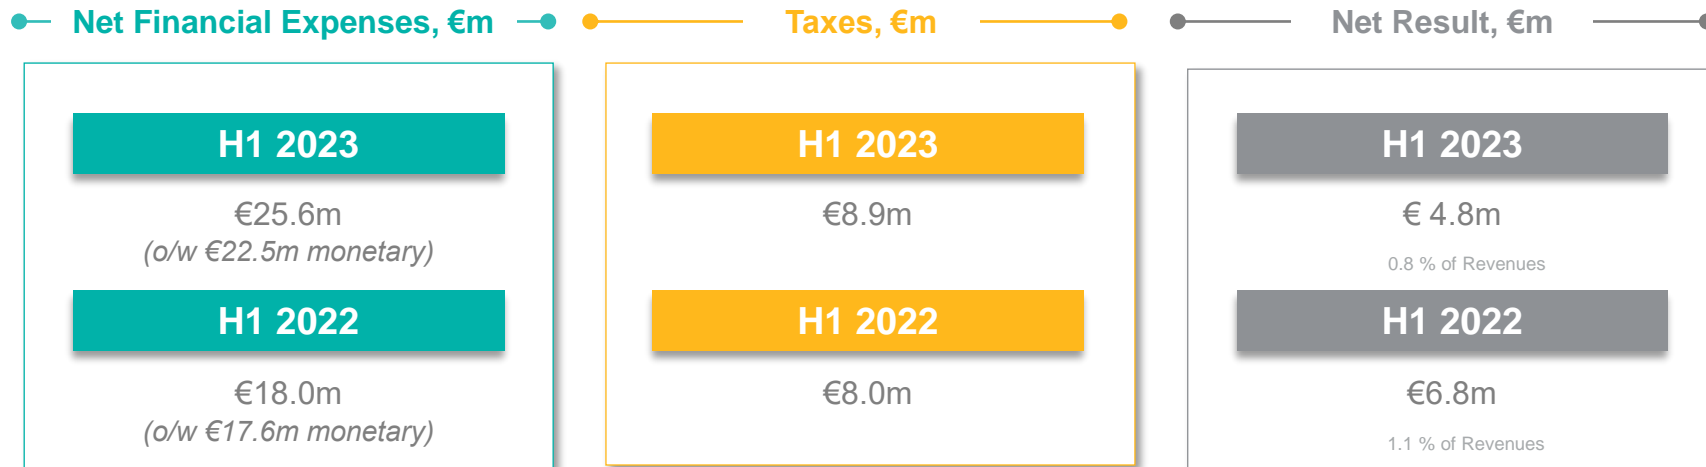 Net Financial Expenses, €m
H1 2023
€25.6m
(o/w €22.5m monetary)
H1 2022
€18.0m
(o/w €17.6m monetary)
Taxes, €m
H1 2023
€8.9m
H1 2022
€8.0m
Net Result, €m
H1 2023
€ 4.8m
0.8 % of Revenues
H1 2022
€6.8m
1.1 % of Revenues